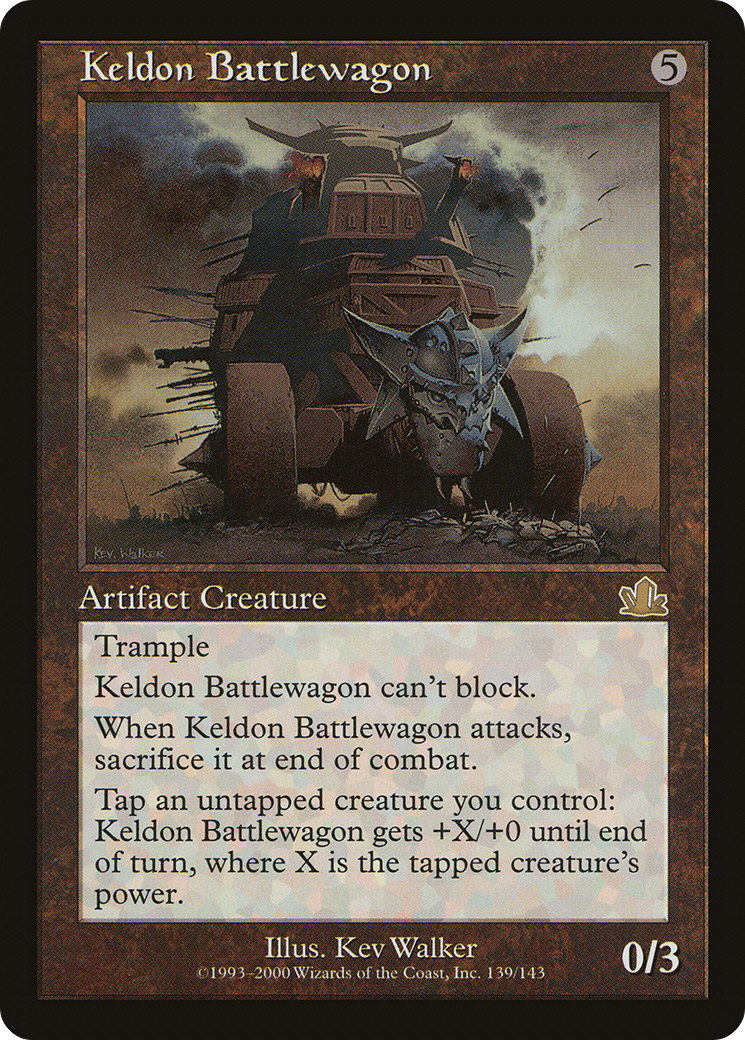 Keldon Battlewagon 5
Kev. Walker
Artifact Creature
Trample
Keldon Battlewagon can't block.
When Keldon Battlewagon attacks,
sacrifice it at end of combat.
Tap an untapped creature you control:
Keldon Battlewagon gets +X/+0 until end
of turn, where X is the tapped creature's
power.
Illus. Kev Walker
©1993–2000 Wizards of the Coast, Inc. 139/143
0/3